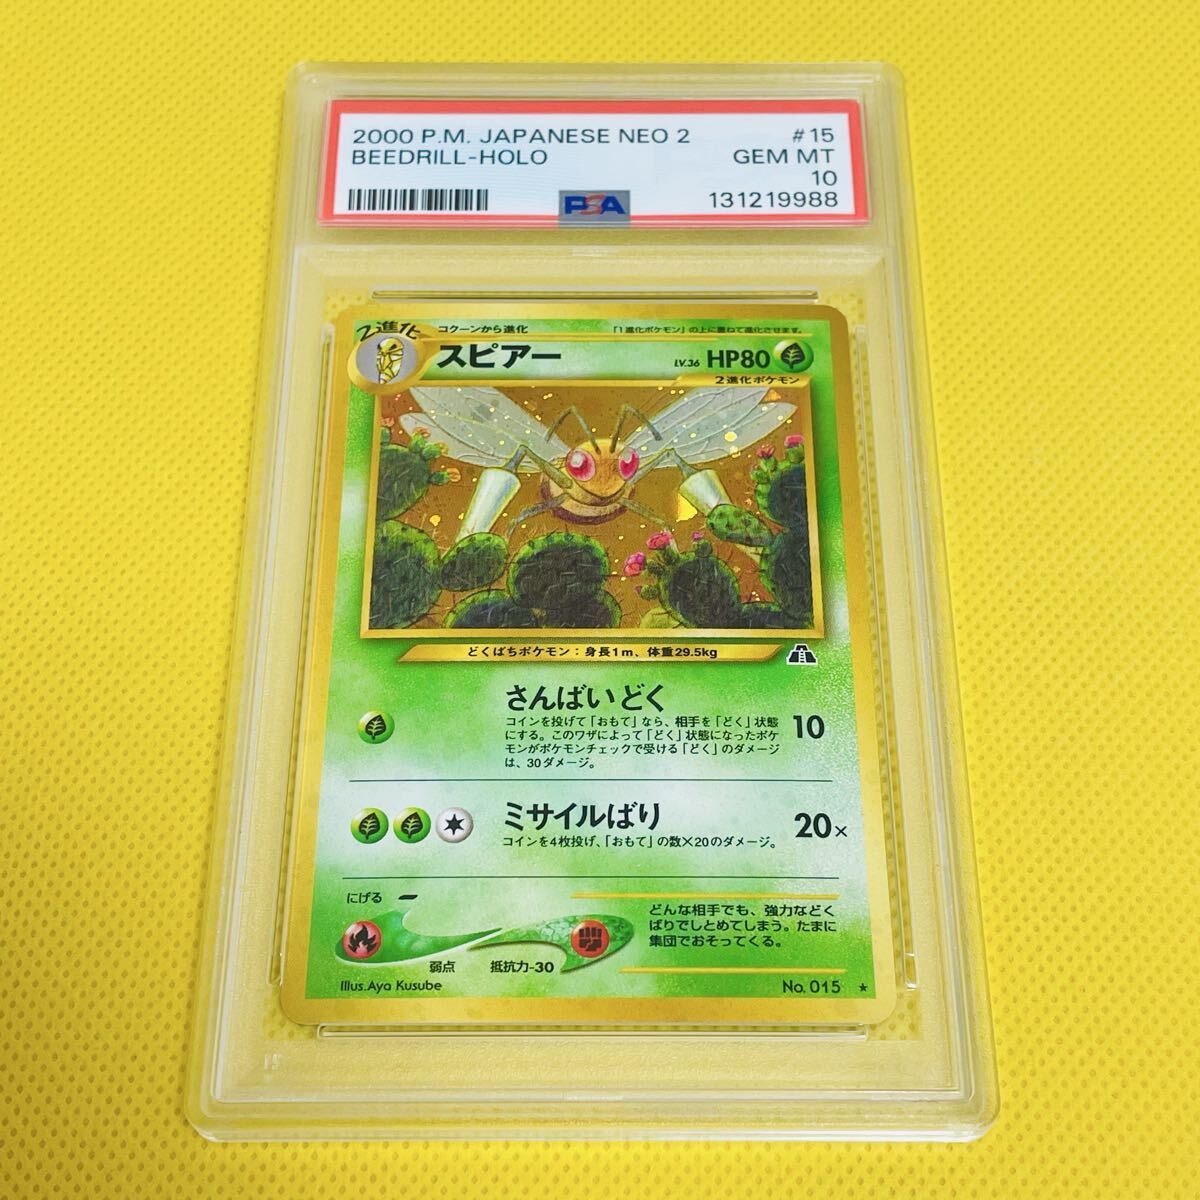 2000 P.M. JAPANESE NEO 2 #15
BEEDRILL-HOLO GEM MT
10
PSA 131219988
2進化 コクーンから進化 「1進化ポケモン」の上に重ねて進化させます。
スピアー LV.36 HP80
2進化ポケモン
どくばちポケモン：身長1m、体重29.5kg
さんばいどく
コインを投げて「おもて」なら、相手を「どく」状態
にする。このワザによって「どく」状態になったポケ
モンがポケモンチェックで受ける「どく」のダメージ
は、30ダメージ。
10
ミサイルばり
コインを4枚投げ、「おもて」の数×20のダメージ。
20×
にげる
弱点 抵抗力-30
どんな相手でも、強力などく
ばりでしとめてしまう。たまに
集団でおそってくる。
Illus.Aya Kusube No.015 ★